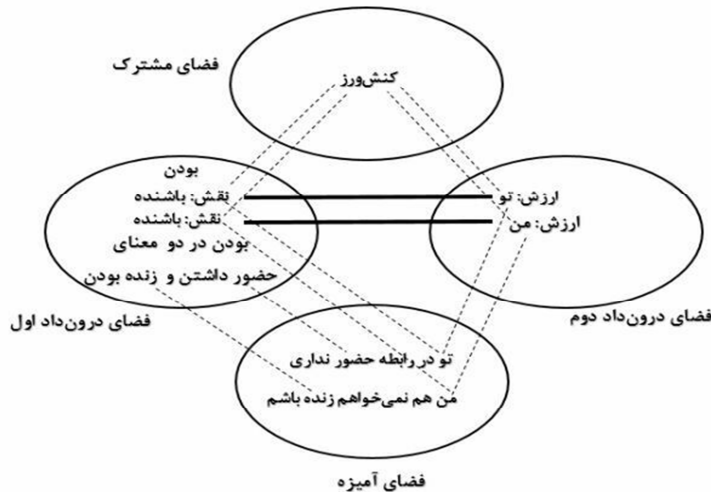 فضای مشترک
کنش‌ورز
بودن
نقش: باشنده
نقش: باشنده
بودن در دو معنای
حضور داشتن و زنده بودن
فضای درون‌داد اول
ارزش: تو
ارزش: من
فضای درون‌داد دوم
تو در رابطه حضور نداری
من هم نمی‌خواهم زنده باشم
فضای آمیزه